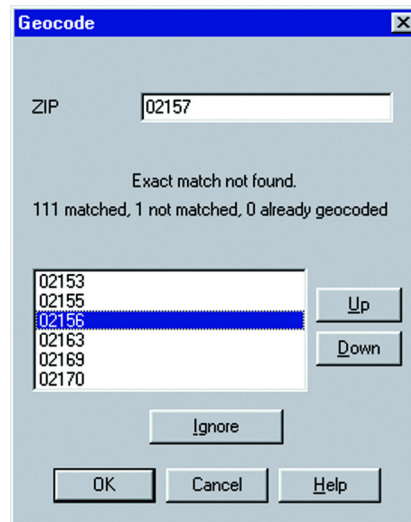 Geocode
ZIP 02157
Exact match not found.
111 matched, 1 not matched, 0 already geocoded
02153
02155
02156
02163
02169
02170
Up
Down
Ignore
OK Cancel Help